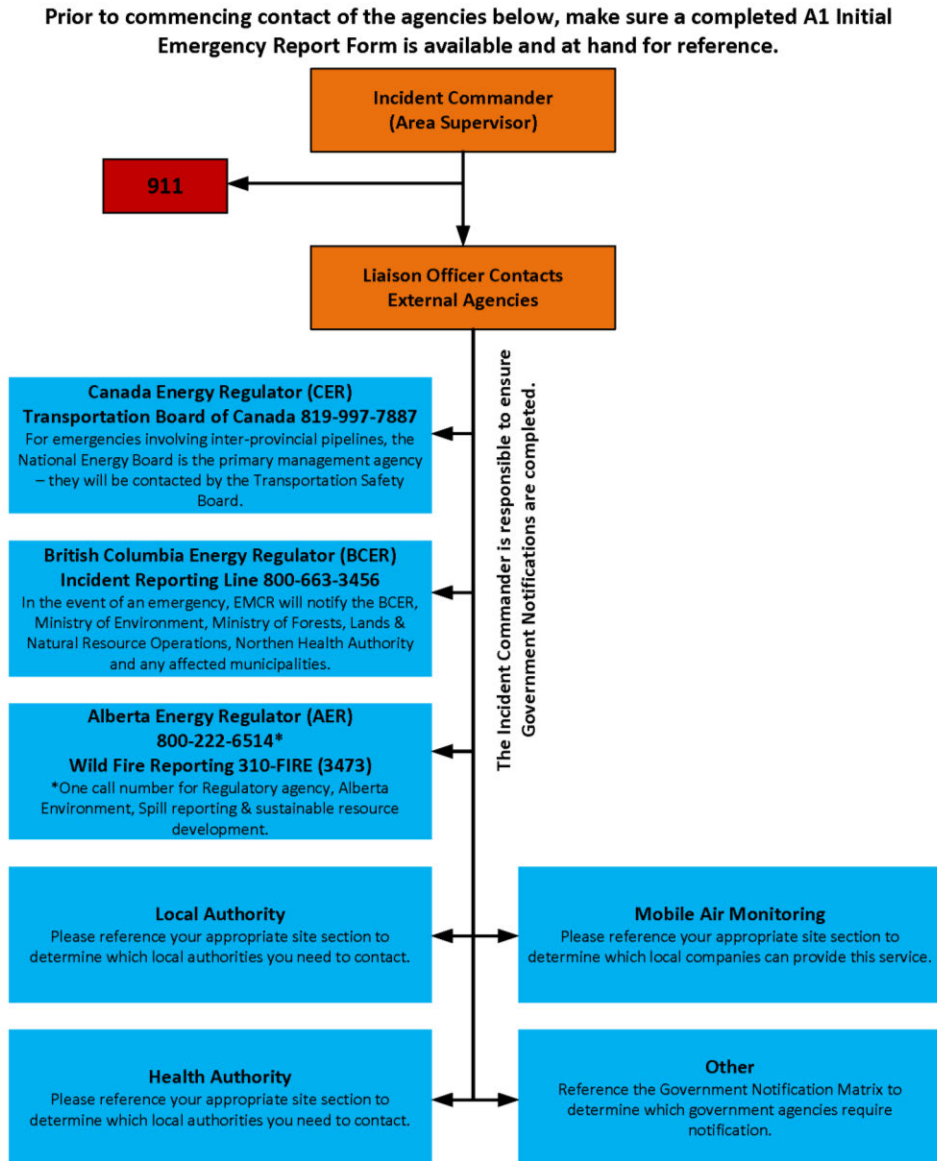 Prior to commencing contact of the agencies below, make sure a completed A1 Initial
Emergency Report Form is available and at hand for reference.
Incident Commander
(Area Supervisor)
911
Liaison Officer Contacts
External Agencies
The Incident Commander is responsible to ensure
Government Notifications are completed.
Canada Energy Regulator (CER)
Transportation Board of Canada 819-997-7887
For emergencies involving inter-provincial pipelines, the
National Energy Board is the primary management agency
– they will be contacted by the Transportation Safety
Board.
British Columbia Energy Regulator (BCER)
Incident Reporting Line 800-663-3456
In the event of an emergency, EMCR will notify the BCER,
Ministry of Environment, Ministry of Forests, Lands &
Natural Resource Operations, Northen Health Authority
and any affected municipalities.
Alberta Energy Regulator (AER)
800-222-6514*
Wild Fire Reporting 310-FIRE (3473)
*One call number for Regulatory agency, Alberta
Environment, Spill reporting & sustainable resource
development.
Local Authority
Please reference your appropriate site section to
determine which local authorities you need to contact.
Mobile Air Monitoring
Please reference your appropriate site section to
determine which local companies can provide this service.
Health Authority
Please reference your appropriate site section to
determine which local authorities you need to contact.
Other
Reference the Government Notification Matrix to
determine which government agencies require
notification.